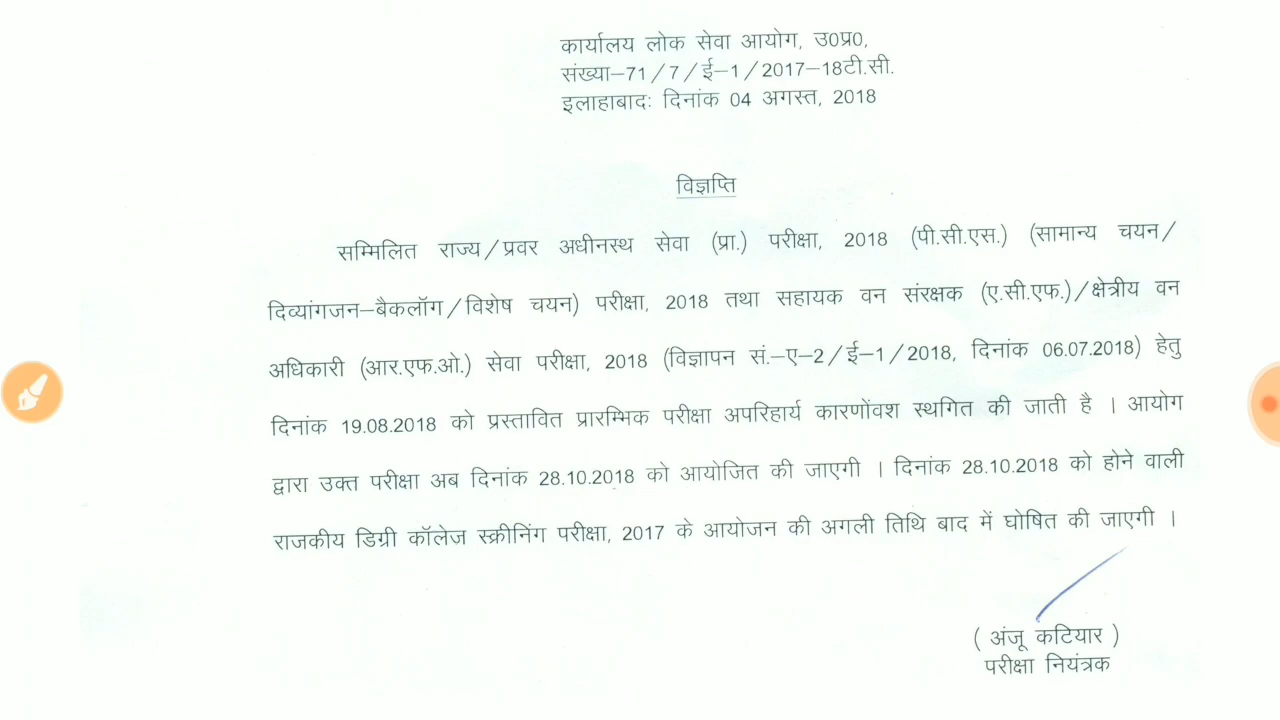 कार्यालय लोक सेवा आयोग, उ0प्र0,
संख्या–71/7/ई–1/2017–18टी.सी.
इलाहाबादः दिनांक 04 अगस्त, 2018
विज्ञप्ति
सम्मिलित राज्य/प्रवर अधीनस्थ सेवा (प्रा.) परीक्षा, 2018 (पी.सी.एस.) (सामान्य चयन/
दिव्यांगजन–बैकलॉग/विशेष चयन) परीक्षा, 2018 तथा सहायक वन संरक्षक (ए.सी.एफ.)/क्षेत्रीय वन
अधिकारी (आर.एफ.ओ.) सेवा परीक्षा, 2018 (विज्ञापन सं.–ए–2/ई–1/2018, दिनांक 06.07.2018) हेतु
दिनांक 19.08.2018 को प्रस्तावित प्रारम्भिक परीक्षा अपरिहार्य कारणोंवश स्थगित की जाती है । आयोग
द्वारा उक्त परीक्षा अब दिनांक 28.10.2018 को आयोजित की जाएगी । दिनांक 28.10.2018 को होने वाली
राजकीय डिग्री कॉलेज स्क्रीनिंग परीक्षा, 2017 के आयोजन की अगली तिथि बाद में घोषित की जाएगी ।
( अंजू कटियार )
परीक्षा नियंत्रक